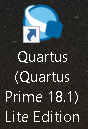 Quartus
(Quartus
Prime 18.1)
Lite Edition